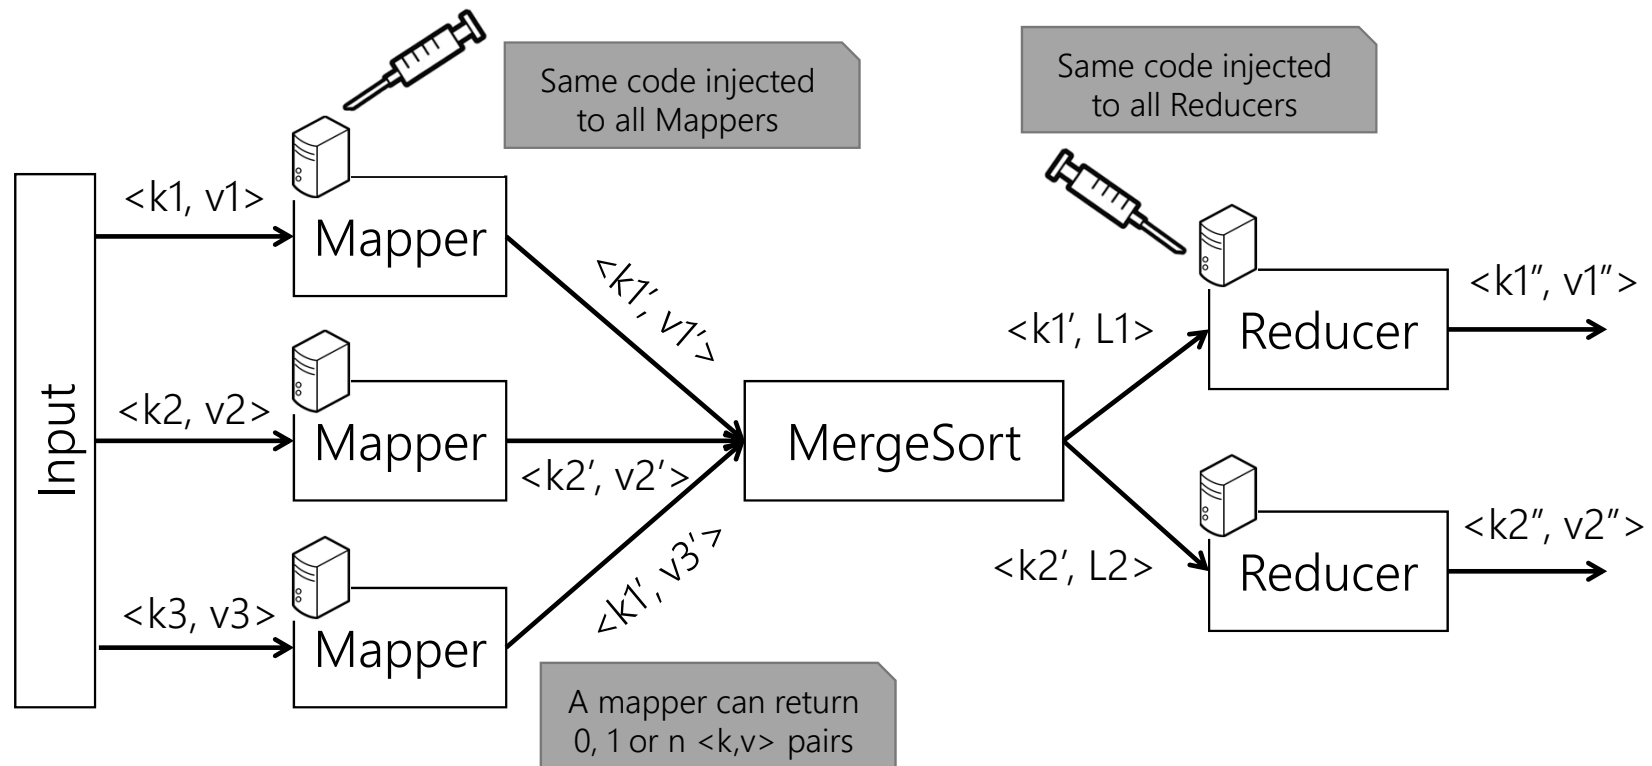 Same code injected
to all Mappers
Same code injected
to all Reducers
Input
<k1, v1>
Mapper
<k1′, v1′>
<k2, v2>
Mapper
<k2′, v2′>
<k3, v3>
Mapper
<k1′, v3′>
A mapper can return
0, 1 or n <k,v> pairs
MergeSort
<k1′, L1>
Reducer
<k1″, v1″>
<k2′, L2>
Reducer
<k2″, v2″>